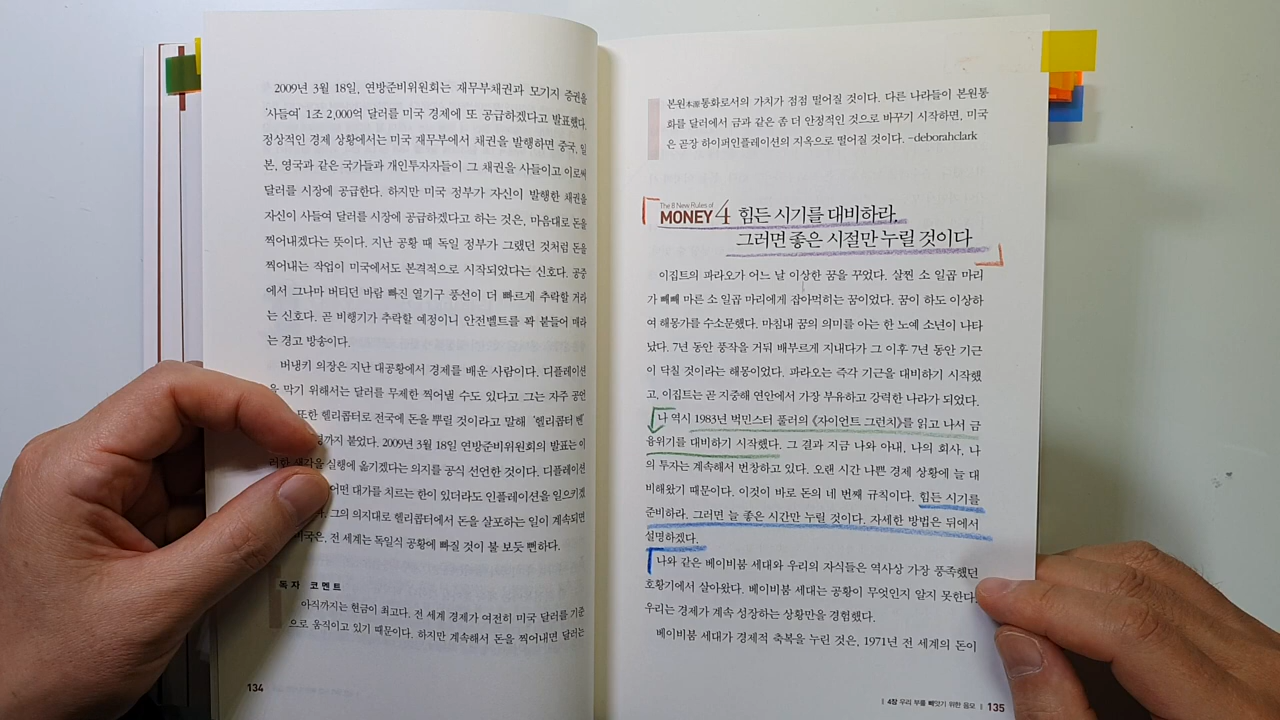 2009년 3월 18일, 연방준비위원회는 재무부채권과 모기지 증권을
'사들여' 1조 2,000억 달러를 미국 경제에 또 공급하겠다고 발표했다.
정상적인 경제 상황에서는 미국 재무부에서 채권을 발행하면 중국, 일
본, 영국과 같은 국가들과 개인투자자들이 그 채권을 사들이고 이로써
달러를 시장에 공급한다. 하지만 미국 정부가 자신이 발행한 채권을
자신이 사들여 달러를 시장에 공급하겠다고 하는 것은, 마음대로 돈을
찍어내겠다는 뜻이다. 지난 공황 때 독일 정부가 그랬던 것처럼 돈을
찍어내는 작업이 미국에서도 본격적으로 시작되었다는 신호다. 공중
에서 그나마 버티던 바람 빠진 열기구 풍선이 더 빠르게 추락할 거라
는 신호다. 곧 비행기가 추락할 예정이니 안전벨트를 꽉 붙들어 매라
는 경고 방송이다.
버냉키 의장은 지난 대공황에서 경제를 배운 사람이다. 디플레이션
을 막기 위해서는 달러를 무제한 찍어낼 수도 있다고 그는 자주 공언
또한 헬리콥터로 전국에 돈을 뿌릴 것이라고 말해 '헬리콥터 벤'
까지 붙었다. 2009년 3월 18일 연방준비위원회의 발표는 이
러한 생각을 실행에 옮기겠다는 의지를 공식 선언한 것이다. 디플레이션
어떤 대가를 치르는 한이 있더라도 인플레이션을 일으키겠
그의 의지대로 헬리콥터에서 돈을 살포하는 일이 계속되면
미국은, 전 세계는 독일식 공황에 빠질 것이 불 보듯 뻔하다.
독자 코멘트
아직까지는 현금이 최고다. 전 세계 경제가 여전히 미국 달러를 기준
으로 움직이고 있기 때문이다. 하지만 계속해서 돈을 찍어내면 달러는
134
본원本源통화로서의 가치가 점점 떨어질 것이다. 다른 나라들이 본원통
화를 달러에서 금과 같은 좀 더 안정적인 것으로 바꾸기 시작하면, 미국
은 곧장 하이퍼인플레이션의 지옥으로 떨어질 것이다. -deborahclark
The 8 New Rules of
MONEY 4 힘든 시기를 대비하라,
그러면 좋은 시절만 누릴 것이다
이집트의 파라오가 어느 날 이상한 꿈을 꾸었다. 살찐 소 일곱 마리
가 빼빼 마른 소 일곱 마리에게 잡아먹히는 꿈이었다. 꿈이 하도 이상하
여 해몽가를 수소문했다. 마침내 꿈의 의미를 아는 한 노예 소년이 나타
났다. 7년 동안 풍작을 거둬 배부르게 지내다가 그 이후 7년 동안 기근
이 닥칠 것이라는 해몽이었다. 파라오는 즉각 기근을 대비하기 시작했
고, 이집트는 곧 지중해 연안에서 가장 부유하고 강력한 나라가 되었다.
나 역시 1983년 벅민스터 풀러의 《자이언트 그런치》를 읽고 나서 금
융위기를 대비하기 시작했다. 그 결과 지금 나와 아내, 나의 회사, 나
의 투자는 계속해서 번창하고 있다. 오랜 시간 나쁜 경제 상황에 늘 대
비해왔기 때문이다. 이것이 바로 돈의 네 번째 규칙이다. 힘든 시기를
준비하라. 그러면 늘 좋은 시간만 누릴 것이다. 자세한 방법은 뒤에서
설명하겠다.
나와 같은 베이비붐 세대와 우리의 자식들은 역사상 가장 풍족했던
호황기에서 살아왔다. 베이비붐 세대는 공황이 무엇인지 알지 못한다.
우리는 경제가 계속 성장하는 상황만을 경험했다.
베이비붐 세대가 경제적 축복을 누린 것은, 1971년 전 세계의 돈이
4장 우리 부를 빼앗기 위한 음모 135